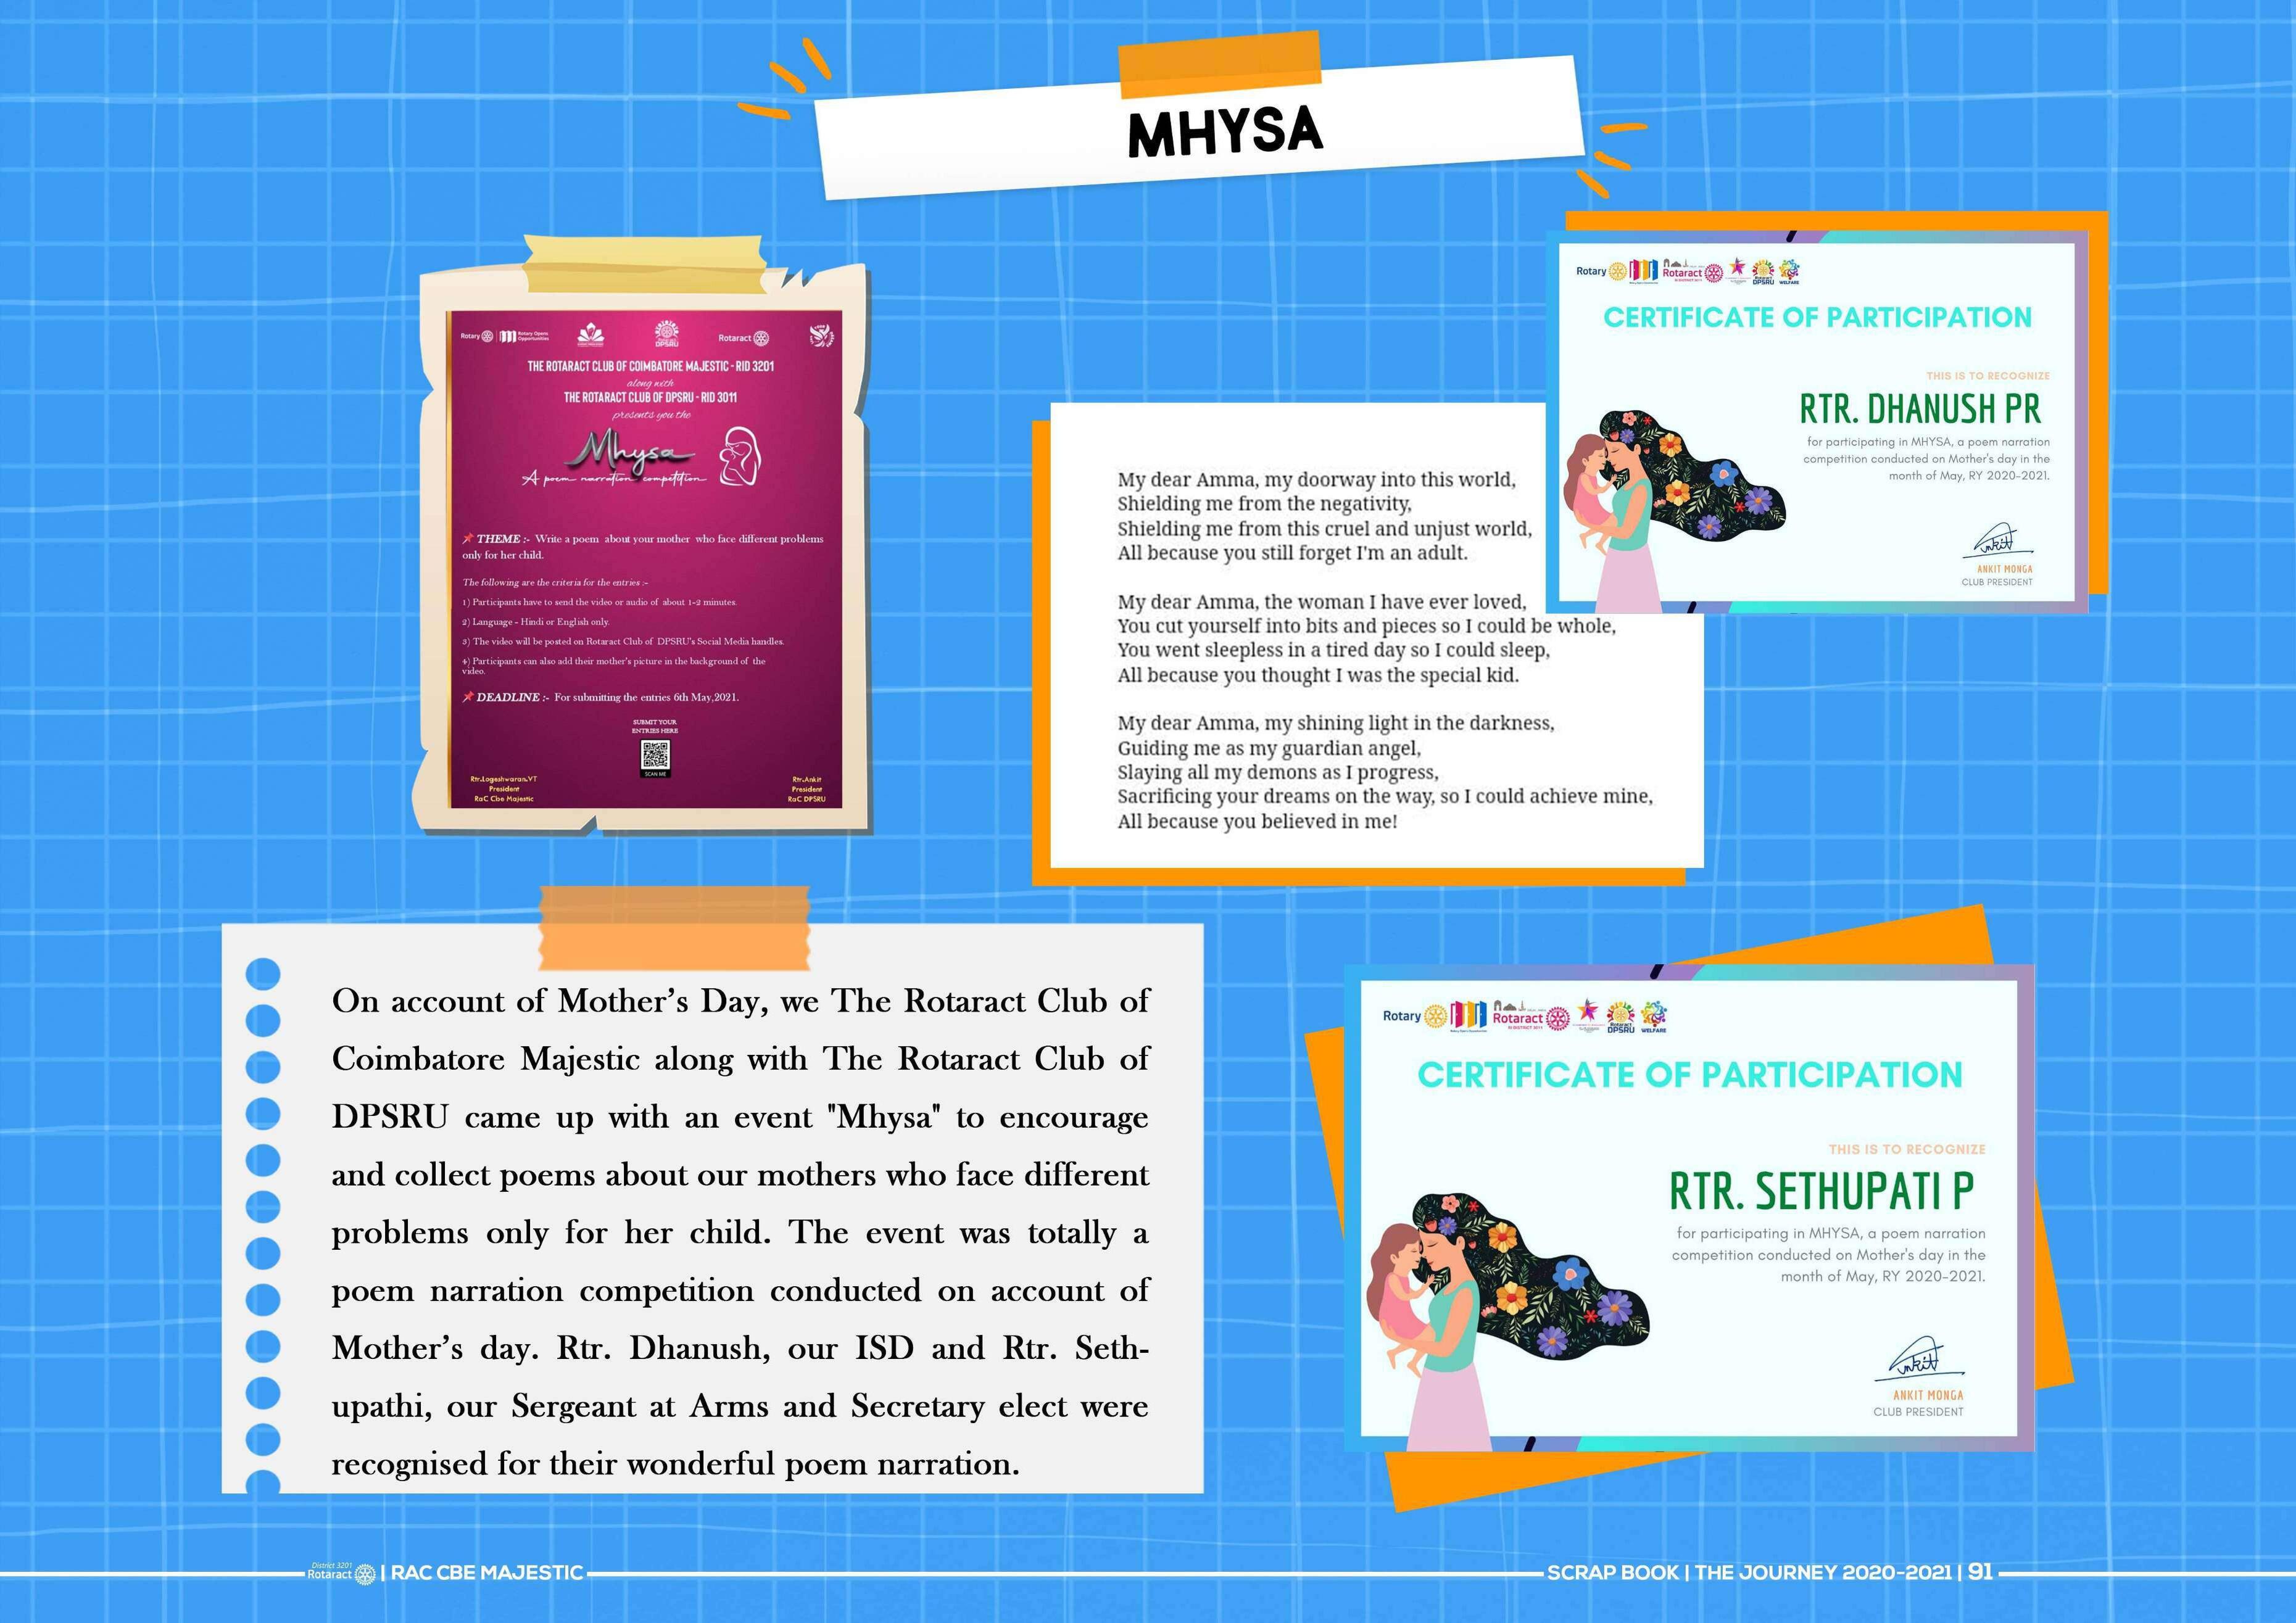 MHYSA
Rotary
Rotary Opens
Opportunities
DPSRU
Rotaract
THE ROTARACT CLUB OF COIMBATORE MAJESTIC - RID 3201
along with
THE ROTARACT CLUB OF DPSRU - RID 3011
presents you the
Mhysa
A poem narration competition
THEME :- Write a poem about your mother who face different problems
only for her child.
The following are the criteria for the entries :-
1) Participants have to send the video or audio of about 1-2 minutes.
2) Language - Hindi or English only.
3) The video will be posted on Rotaract Club of DPSRU's Social Media handles.
4) Participants can also add their mother's picture in the background of the
video.
DEADLINE :- For submitting the entries 6th May,2021.
SUBMIT YOUR
ENTRIES HERE
SCAN ME
Rtr.Logeshwaran.VT
President
RaC Cbe Majestic
Rtr.Ankit
President
RaC DPSRU
My dear Amma, my doorway into this world,
Shielding me from the negativity,
Shielding me from this cruel and unjust world,
All because you still forget I'm an adult.
My dear Amma, the woman I have ever loved,
You cut yourself into bits and pieces so I could be whole,
You went sleepless in a tired day so I could sleep,
All because you thought I was the special kid.
My dear Amma, my shining light in the darkness,
Guiding me as my guardian angel,
Slaying all my demons as I progress,
Sacrificing your dreams on the way, so I could achieve mine,
All because you believed in me!
Rotary Rotaract DPSRU WELFARE
CERTIFICATE OF PARTICIPATION
THIS IS TO RECOGNIZE
RTR. DHANUSH PR
for participating in MHYSA, a poem narration
competition conducted on Mother's day in the
month of May, RY 2020-2021.
Ankit
ANKIT MONGA
CLUB PRESIDENT
On account of Mother's Day, we The Rotaract Club of
Coimbatore Majestic along with The Rotaract Club of
DPSRU came up with an event "Mhysa" to encourage
and collect poems about our mothers who face different
problems only for her child. The event was totally a
poem narration competition conducted on account of
Mother's day. Rtr. Dhanush, our ISD and Rtr. Seth-
upathi, our Sergeant at Arms and Secretary elect were
recognised for their wonderful poem narration.
Rotary Rotaract Rotaract DPSRU WELFARE
CERTIFICATE OF PARTICIPATION
THIS IS TO RECOGNIZE
RTR. SETHUPATI P
for participating in MHYSA, a poem narration
competition conducted on Mother's day in the
month of May, RY 2020-2021.
Ankit
ANKIT MONGA
CLUB PRESIDENT
District 3201
Rotaract | RAC CBE MAJESTIC
SCRAP BOOK | THE JOURNEY 2020-2021 | 91